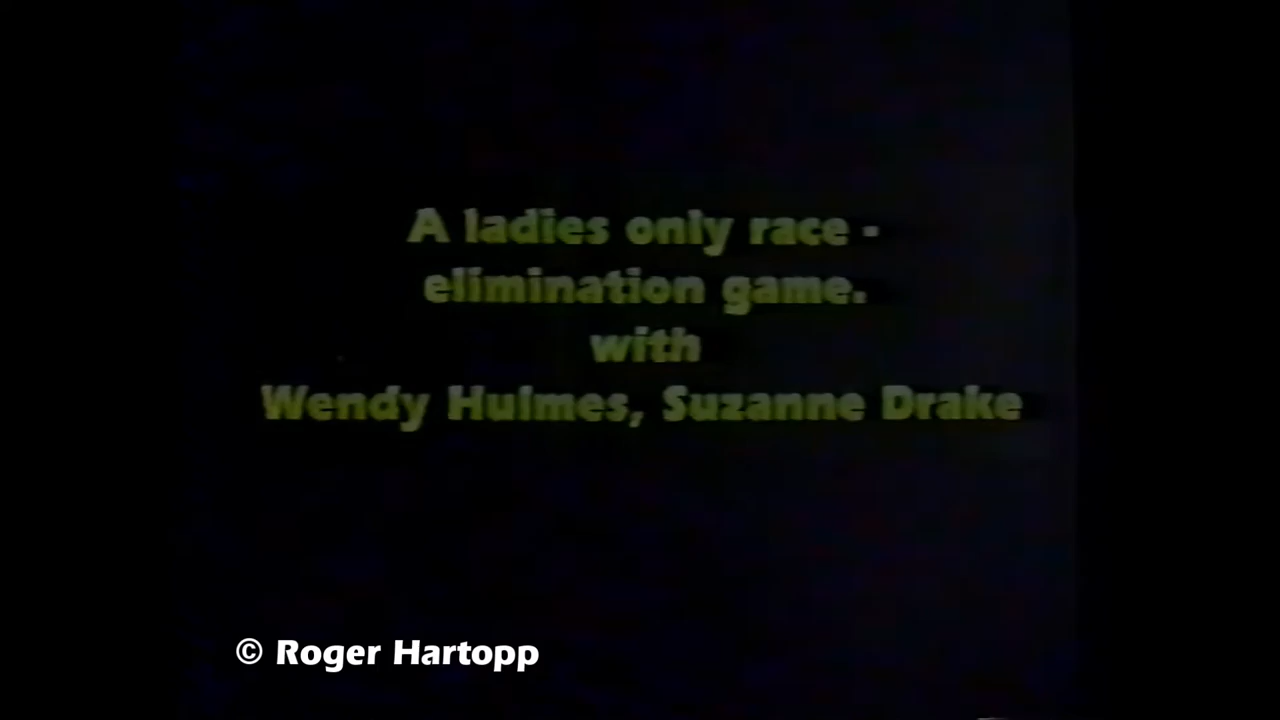 A ladies only race -
elimination game.
with
Wendy Hulmes, Suzanne Drake
© Roger Hartopp